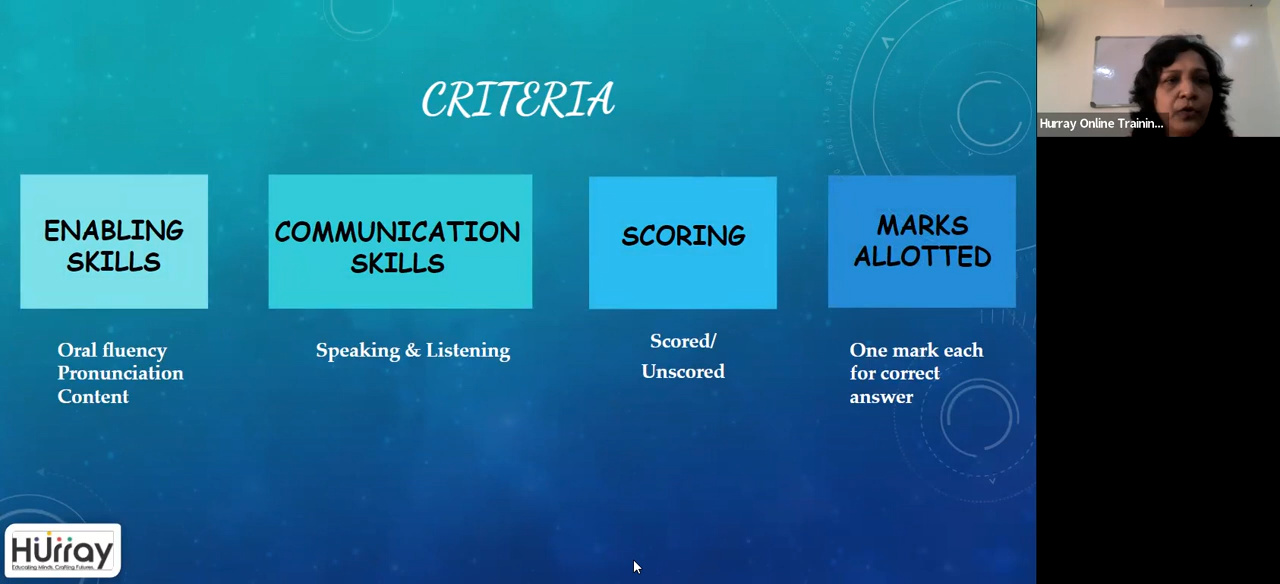 CRITERIA
ENABLING
SKILLS
COMMUNICATION
SKILLS
SCORING
MARKS
ALLOTTED
Oral fluency
Pronunciation
Content
Speaking & Listening
Scored/
Unscored
One mark each
for correct
answer
Hurray
Educating Minds, Crafting Futures.
Hurray Online Trainin...